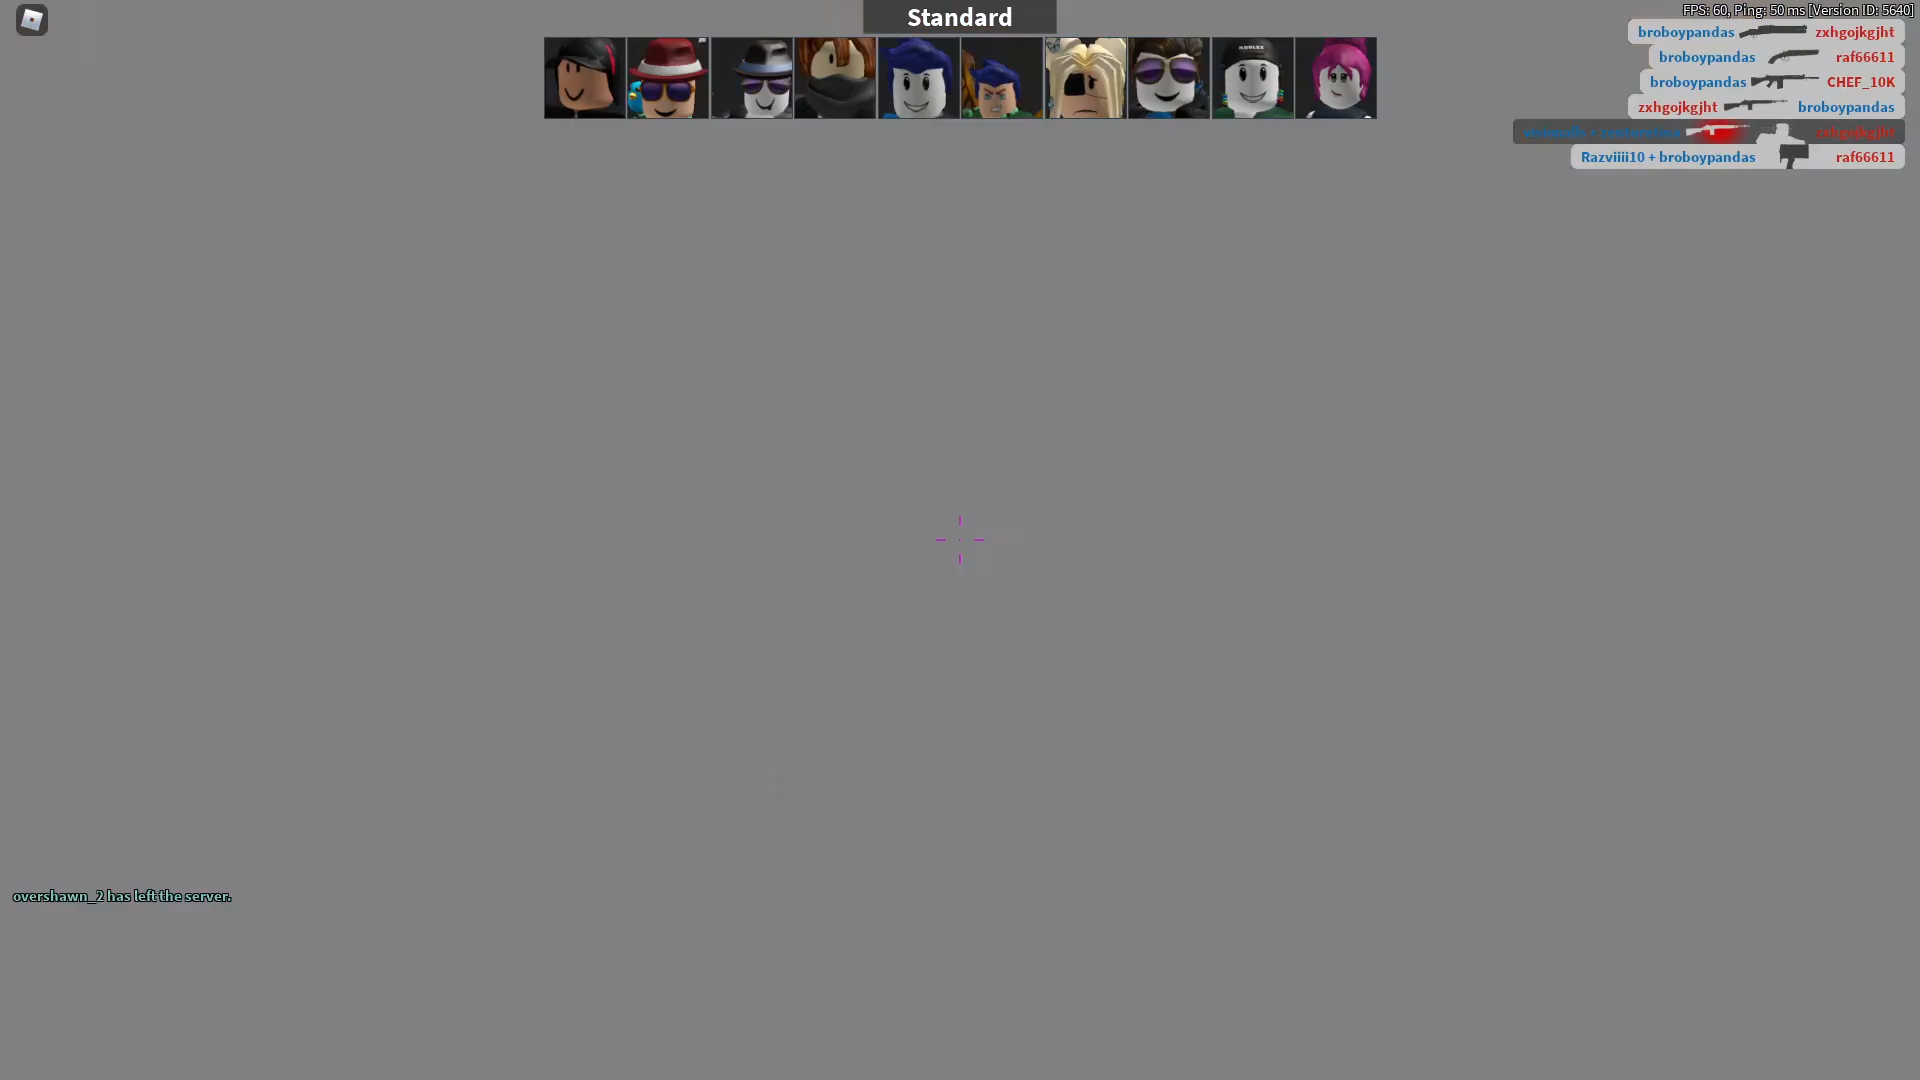 Standard
FPS: 60, Ping: 50 ms [Version ID: 5640]
broboypandas zxhgojkgjht
broboypandas raf66611
broboypandas CHEF_10K
zxhgojkgjht broboypandas
zxhgojkgjht
Razviiii10 + broboypandas raf66611
overshawn_2 has left the server.